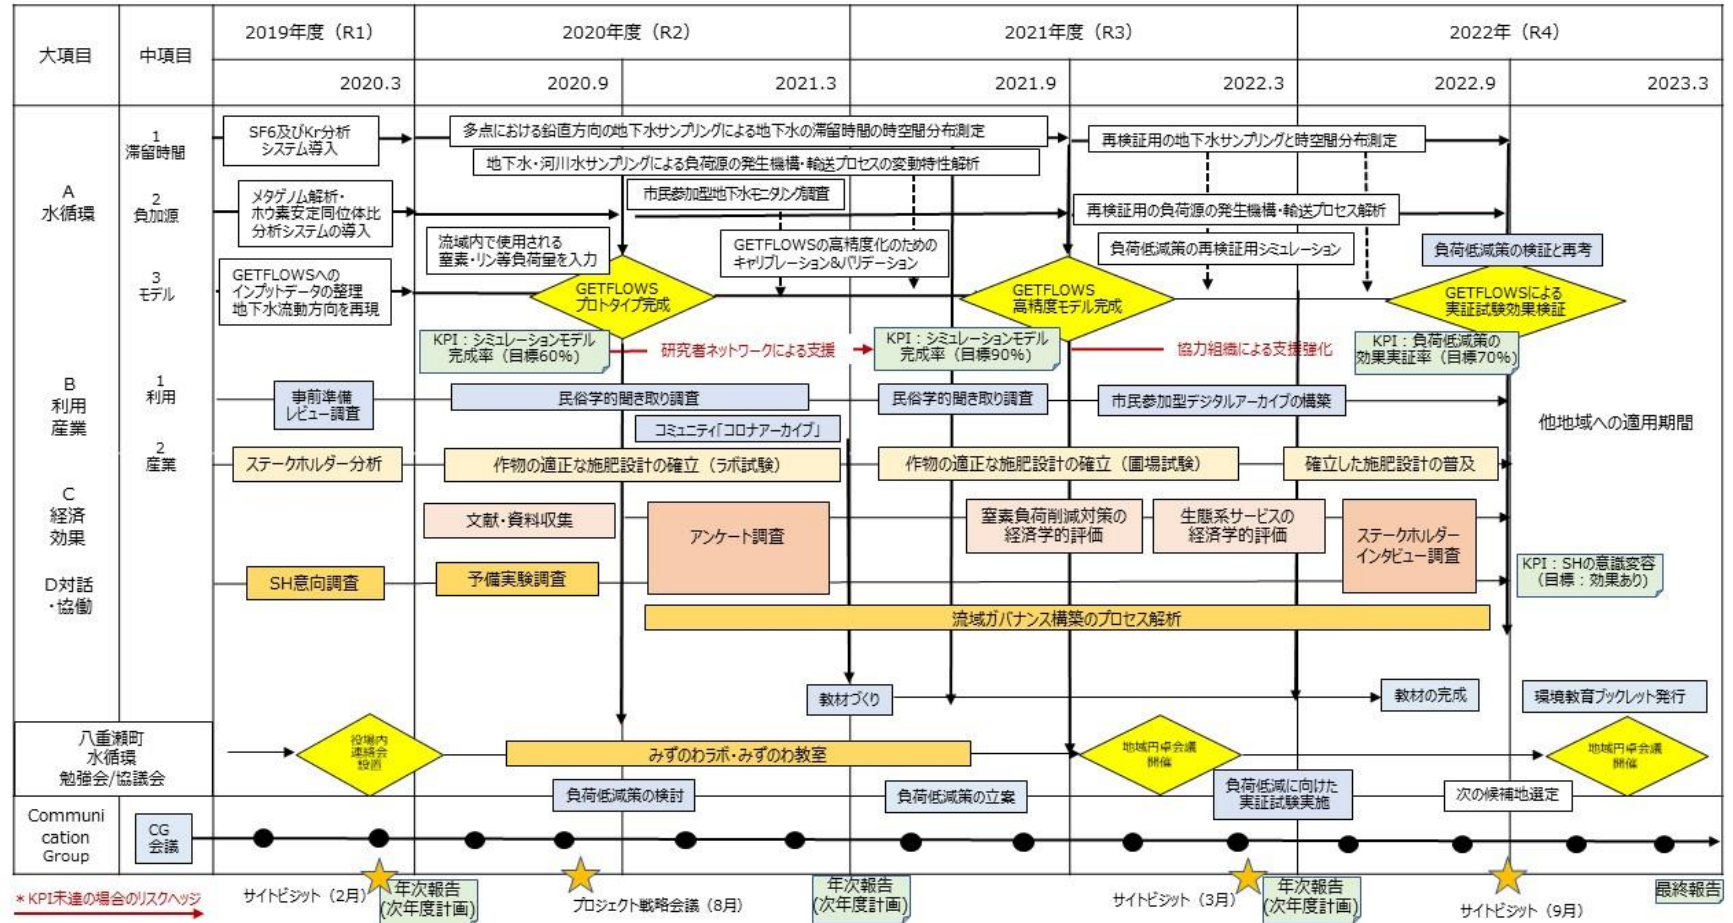 大項目
中項目
2019年度（R1）
2020年度（R2）
2021年度（R3）
2022年（R4）
2020.3
2020.9
2021.3
2021.9
2022.3
2022.9
2023.3
A
水循環
1
滞留時間
SF6及びKr分析
システム導入
多点における鉛直方向の地下水サンプリングによる地下水の滞留時間の時空間分布測定
再検証用の地下水サンプリングと時空間分布測定
地下水・河川水サンプリングによる負荷源の発生機構・輸送プロセスの変動特性解析
2
負加源
メタゲノム解析・
ホウ素安定同位体比
分析システムの導入
市民参加型地下水モニタリング調査
再検証用の負荷源の発生機構・輸送プロセス解析
流域内で使用される
窒素・リン等負荷量を入力
GETFLOWSの高精度化のための
キャリブレーション&バリデーション
負荷低減策の再検証用シミュレーション
負荷低減策の検証と再考
3
モデル
GETFLOWSへの
インプットデータの整理
地下水流動方向を再現
GETFLOWS
プロトタイプ完成
GETFLOWS
高精度モデル完成
GETFLOWSによる
実証試験効果検証
KPI：シミュレーションモデル
完成率（目標60%）
研究者ネットワークによる支援
KPI：シミュレーションモデル
完成率（目標90%）
協力組織による支援強化
KPI：負荷低減策の
効果実証率（目標70%）
B
利用
産業
1
利用
事前準備
レビュー調査
民俗学的聞き取り調査
民俗学的聞き取り調査
市民参加型デジタルアーカイブの構築
コミュニティ「コロナアーカイブ」
他地域への適用期間
2
産業
ステークホルダー分析
作物の適正な施肥設計の確立（ラボ試験）
作物の適正な施肥設計の確立（圃場試験）
確立した施肥設計の普及
C
経済
効果
文献・資料収集
アンケート調査
窒素負荷削減対策の
経済学的評価
生態系サービスの
経済学的評価
ステークホルダー
インタビュー調査
D対話
・協働
SH意向調査
予備実験調査
KPI：SHの意識変容
（目標：効果あり）
流域ガバナンス構築のプロセス解析
教材づくり
教材の完成
環境教育ブックレット発行
八重瀬町
水循環
勉強会/協議会
役場内
連絡会
設置
みずのわラボ・みずのわ教室
地域円卓会議
開催
地域円卓会議
開催
負荷低減策の検討
負荷低減策の立案
負荷低減に向けた
実証試験実施
次の候補地選定
Communi
cation
Group
CG
会議
＊KPI未達の場合のリスクヘッジ
サイトビジット（2月）
年次報告
(次年度計画)
プロジェクト戦略会議（8月）
年次報告
(次年度計画)
サイトビジット（3月）
年次報告
(次年度計画)
サイトビジット（9月）
最終報告